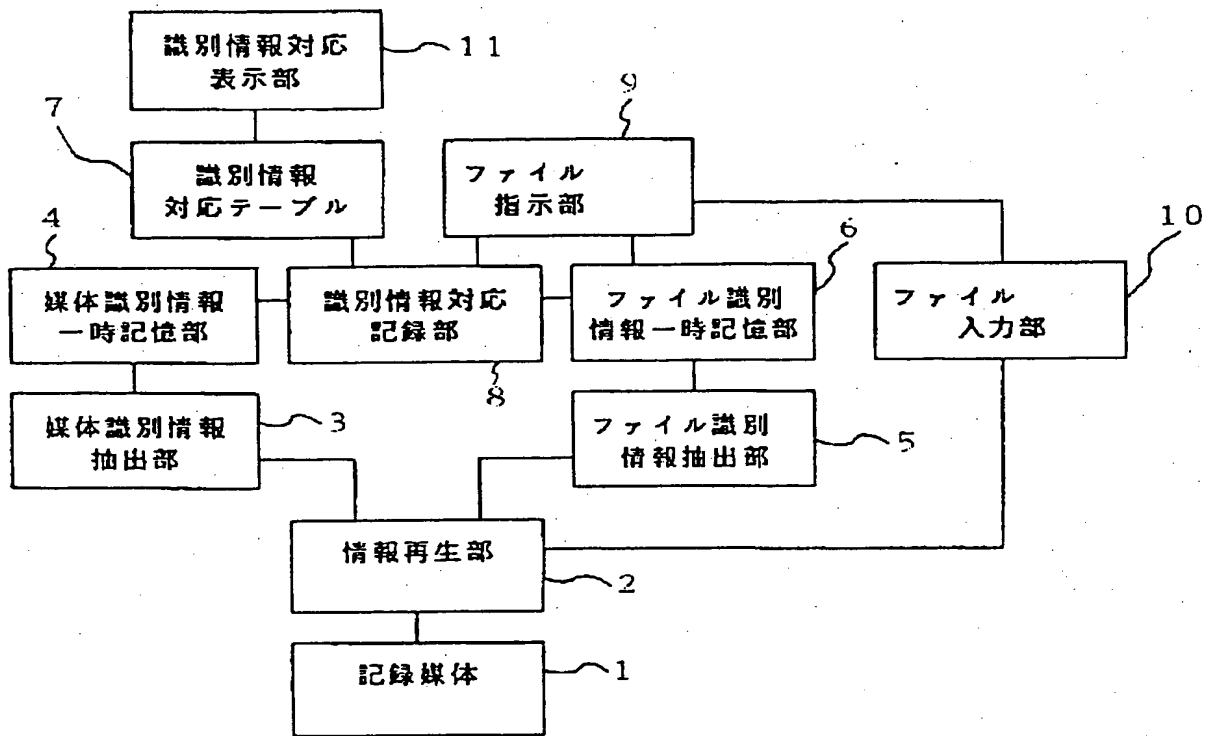 識別情報対応
表示部
11
7
識別情報
対応テーブル
9
ファイル
指示部
4
媒体識別情報
一時記憶部
識別情報対応
記録部
8
6
ファイル識別
情報一時記憶部
10
ファイル
入力部
媒体識別情報
抽出部
3
ファイル識別
情報抽出部
5
情報再生部
2
記録媒体
1